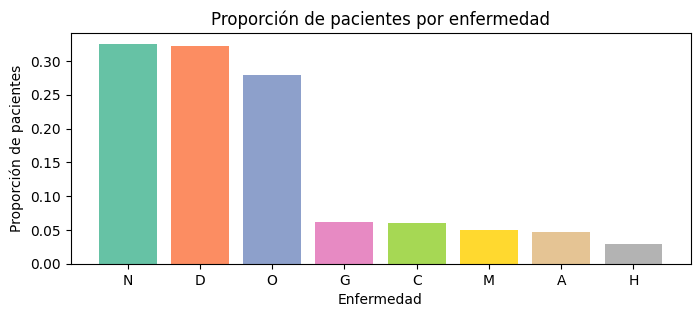 Proporción de pacientes por enfermedad
Proporción de pacientes
0.30
0.25
0.20
0.15
0.10
0.05
0.00
N D O G C M A H
Enfermedad